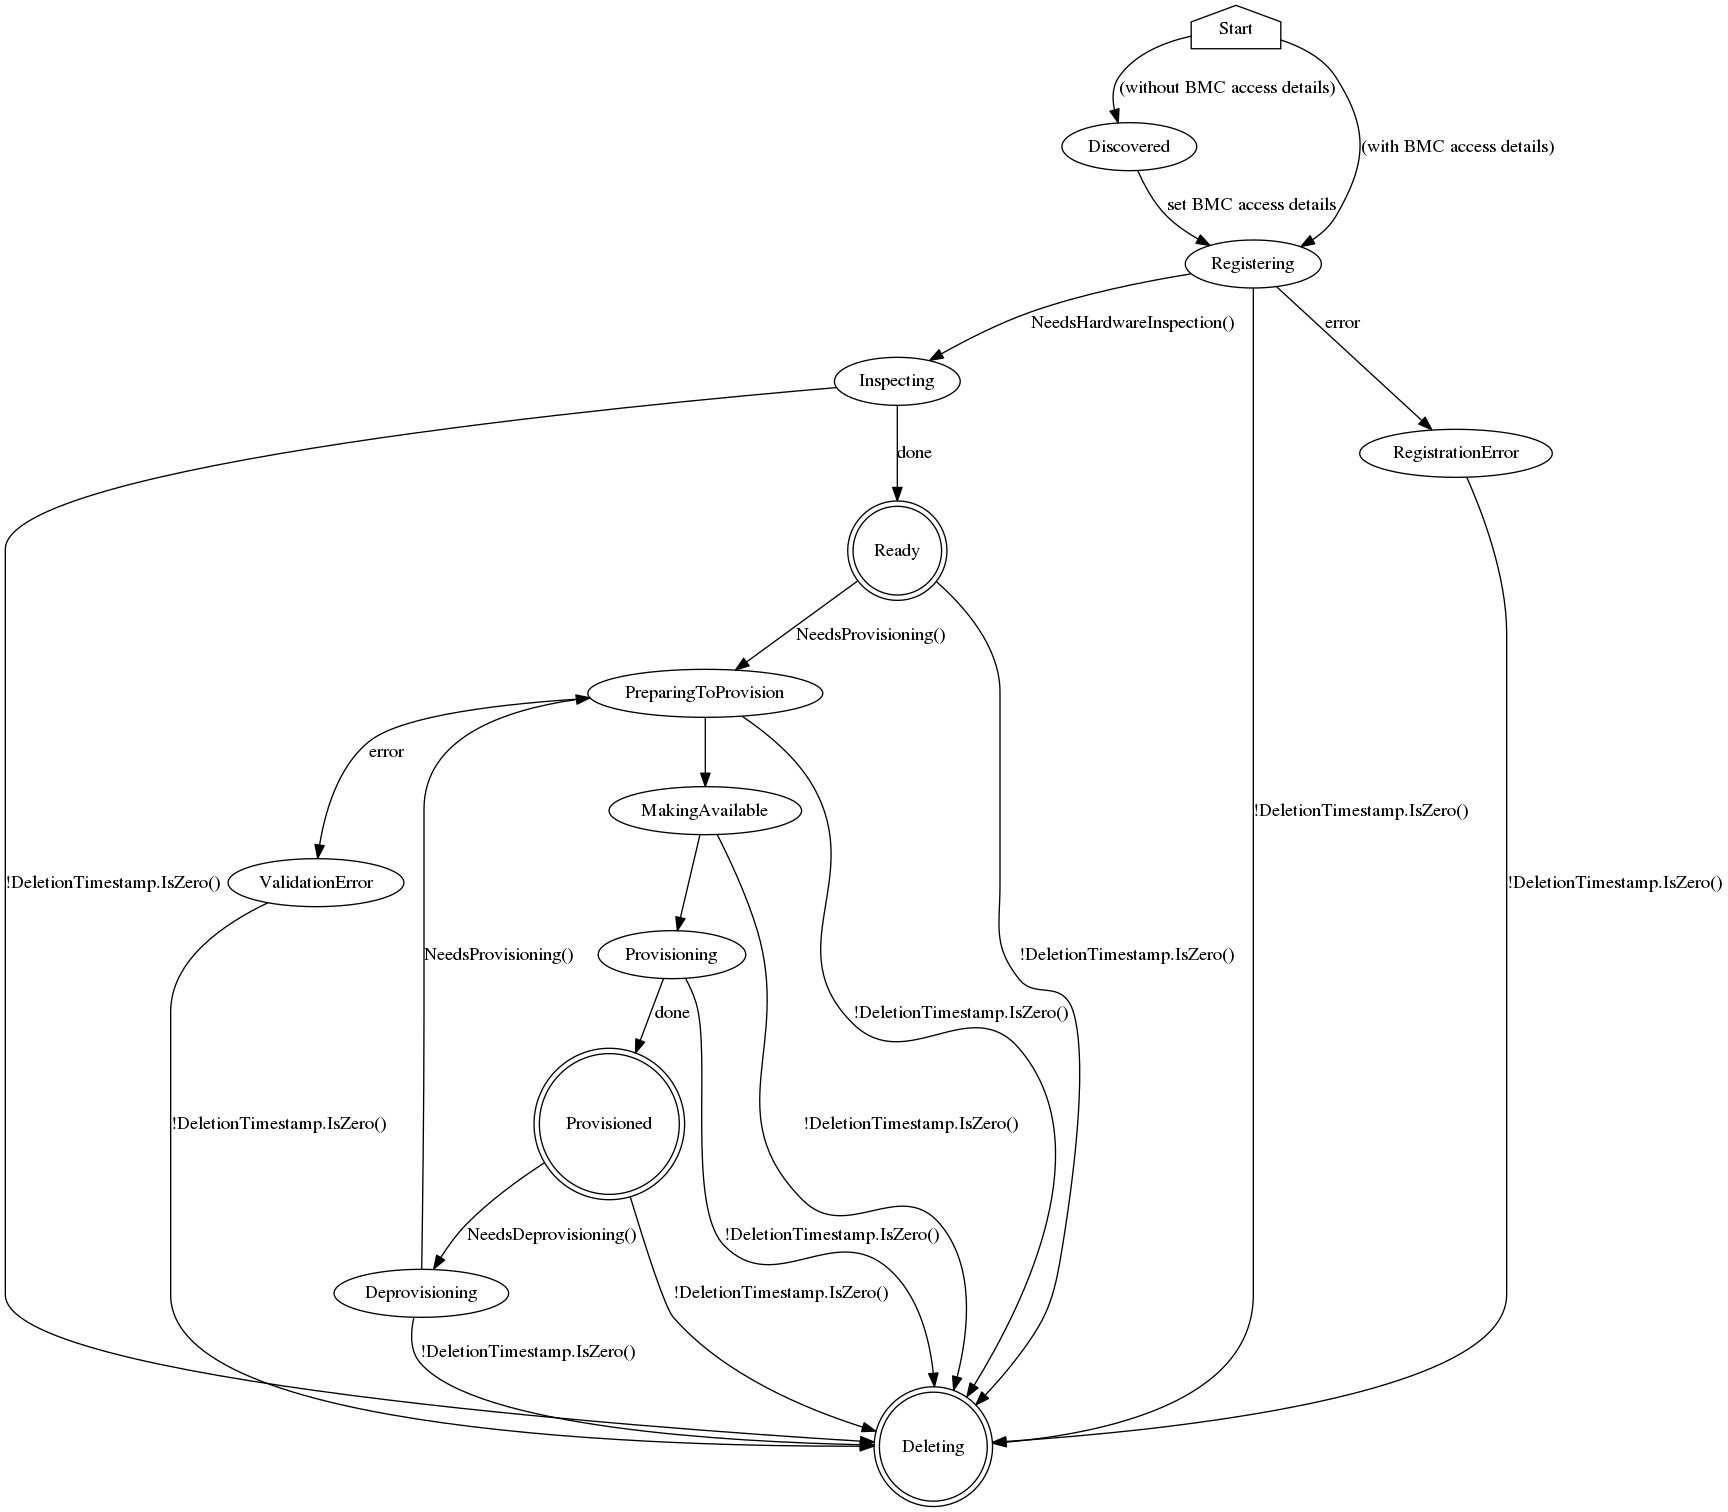 Start
(without BMC access details)
Discovered
(with BMC access details)
set BMC access details
Registering
NeedsHardwareInspection()
error
Inspecting
done
RegistrationError
Ready
NeedsProvisioning()
PreparingToProvision
error
MakingAvailable
!DeletionTimestamp.IsZero()
!DeletionTimestamp.IsZero()
ValidationError
!DeletionTimestamp.IsZero()
NeedsProvisioning()
Provisioning
!DeletionTimestamp.IsZero()
done
!DeletionTimestamp.IsZero()
!DeletionTimestamp.IsZero()
Provisioned
!DeletionTimestamp.IsZero()
NeedsDeprovisioning()
!DeletionTimestamp.IsZero()
Deprovisioning
!DeletionTimestamp.IsZero()
!DeletionTimestamp.IsZero()
Deleting